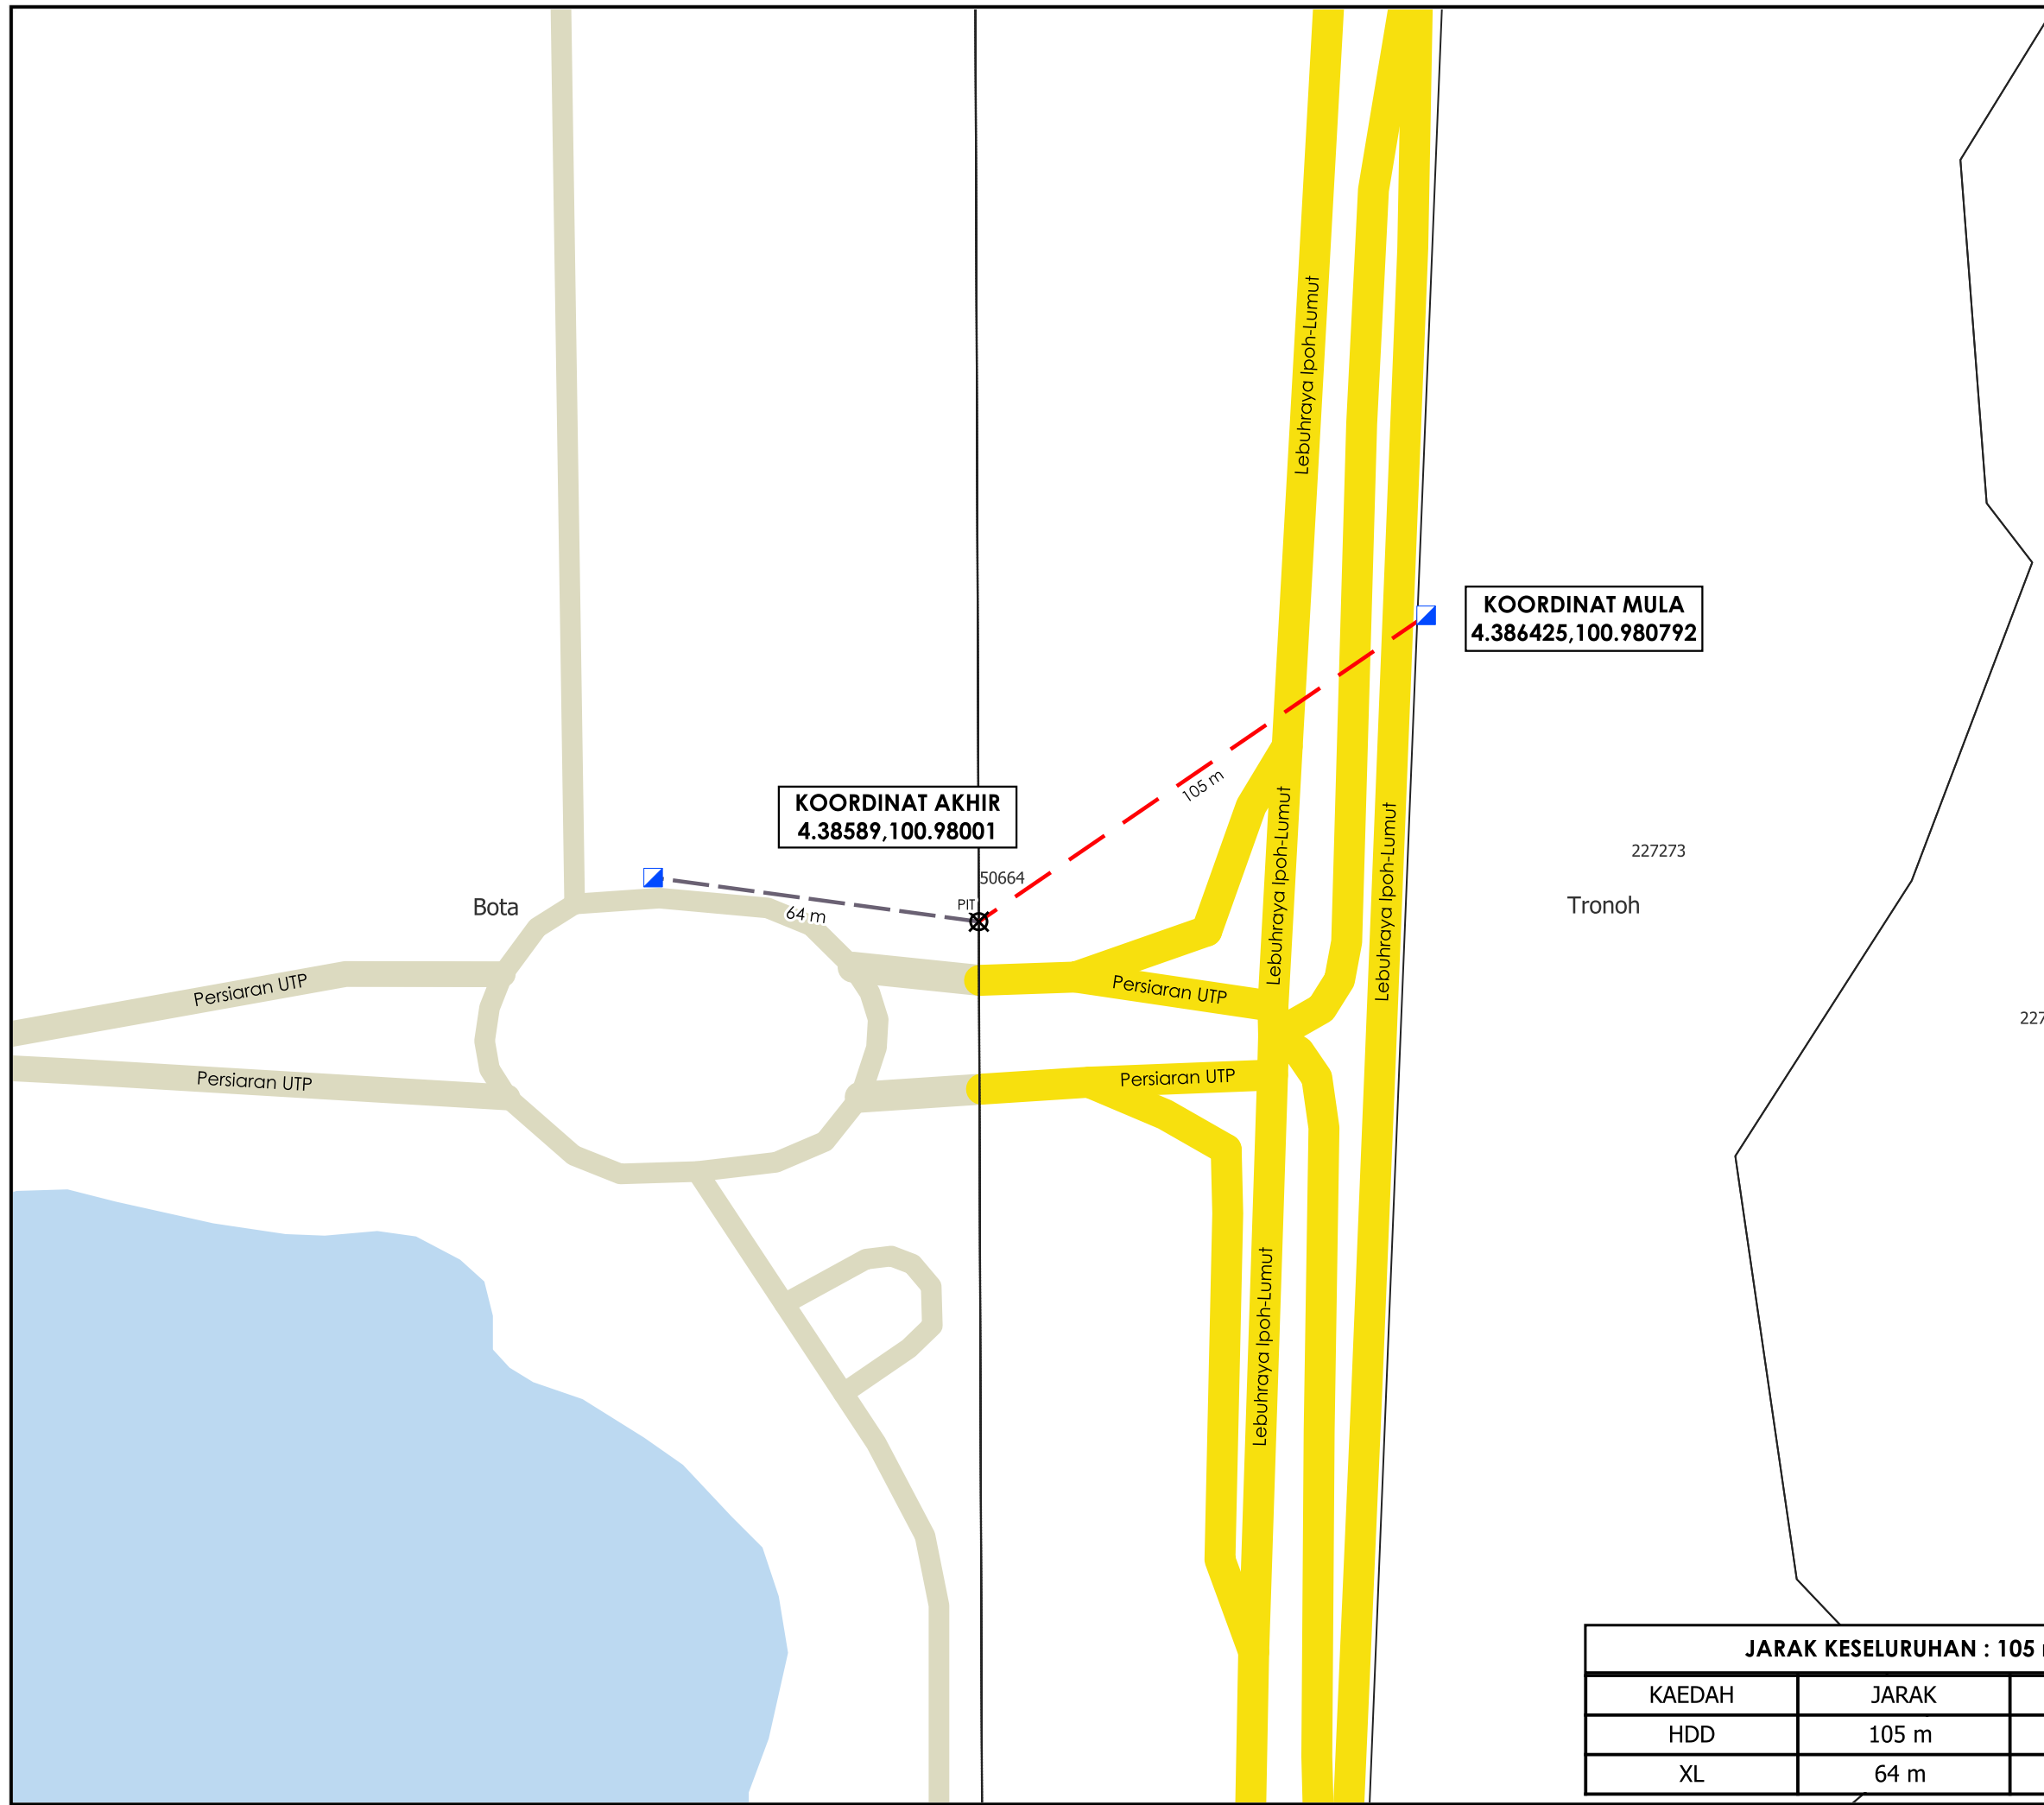 Lebuhraya Ipoh-Lumut
KOORDINAT MULA
4.386425,100.980792
105 m
KOORDINAT AKHIR
4.38589,100.98001
Lebuhraya Ipoh-Lumut
Lebuhraya Ipoh-Lumut
227273
50664
Tronoh
Bota
PIT
64 m
Persiaran UTP
Persiaran UTP
227
Persiaran UTP
Persiaran UTP
Lebuhraya Ipoh-Lumut
JARAK KESELURUHAN : 105
KAEDAH JARAK
HDD 105 m
XL 64 m